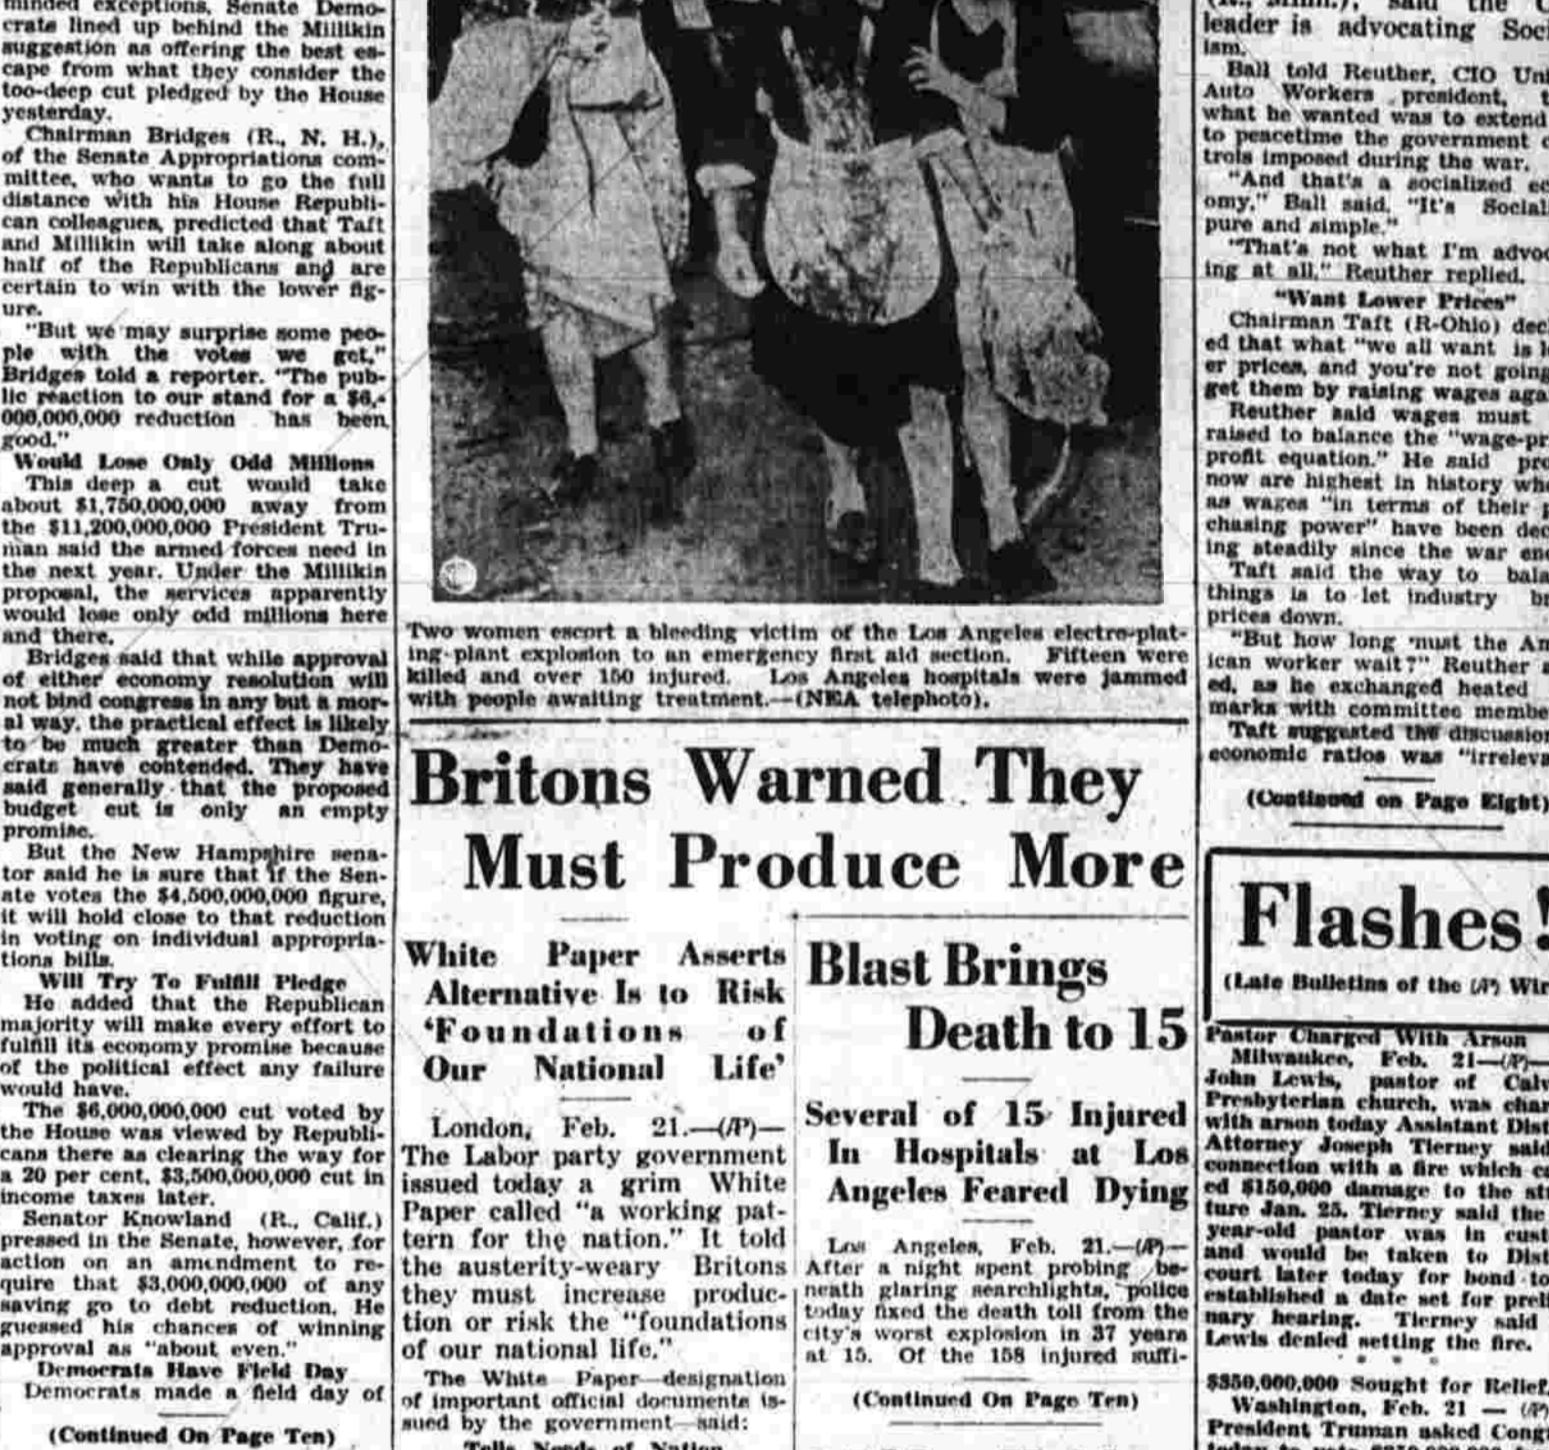 minded exceptions, Senate Demo-
crats lined up behind the Millikin
suggestion as offering the best es-
cape from what they consider the
too-deep cut pledged by the House
yesterday.
Chairman Bridges (R., N. H.),
of the Senate Appropriations com-
mittee, who wants to go the full
distance with his House Republi-
can colleagues, predicted that Taft
and Millikin will take along about
half of the Republicans and are
certain to win with the lower fig-
ure.
"But we may surprise some peo-
ple with the votes we get,"
Bridges told a reporter. "The pub-
lic reaction to our stand for a $6,-
000,000,000 reduction has been
good."
Would Lose Only Odd Millions
This deep a cut would take
about $1,750,000,000 away from
the $11,200,000,000 President Tru-
man said the armed forces need in
the next year. Under the Millikin
proposal, the services apparently
would lose only odd millions here
and there.
Bridges said that while approval
of either economy resolution will
not bind congress in any but a mor-
al way, the practical effect is likely
to be much greater than Demo-
crats have contended. They have
said generally that the proposed
budget cut is only an empty
promise.
But the New Hampshire sena-
tor said he is sure that if the Sen-
ate votes the $4,500,000,000 figure,
it will hold close to that reduction
in voting on individual appropria-
tions bills.
Will Try To Fulfill Pledge
He added that the Republican
majority will make every effort to
fulfill its economy promise because
of the political effect any failure
would have.
The $6,000,000,000 cut voted by
the House was viewed by Republi-
cans there as clearing the way for
a 20 per cent, $3,500,000,000 cut in
income taxes later.
Senator Knowland (R., Calif.)
pressed in the Senate, however, for
action on an amendment to re-
quire that $3,000,000,000 of any
saving go to debt reduction. He
guessed his chances of winning
approval as "about even."
Democrats Have Field Day
Democrats made a field day of
(Continued On Page Ten)
Two women escort a bleeding victim of the Los Angeles electro-plat-
ing-plant explosion to an emergency first aid section. Fifteen were
killed and over 150 injured. Los Angeles hospitals were jammed
with people awaiting treatment.—(NEA telephoto).
Britons Warned They
Must Produce More
White Paper Asserts
Alternative Is to Risk
'Foundations of
Our National Life'
London, Feb. 21.—(AP)—
The Labor party government
issued today a grim White
Paper called "a working pat-
tern for the nation." It told
the austerity-weary Britons
they must increase produc-
tion or risk the "foundations
of our national life."
The White Paper—designation
of important official documents is-
sued by the government—said:
Tells Needs of Nation
Blast Brings
Death to 15
Several of 15 Injured
In Hospitals at Los
Angeles Feared Dying
Los Angeles, Feb. 21.—(AP)—
After a night spent probing be-
neath glaring searchlights, police
today fixed the death toll from the
city's worst explosion in 37 years
at 15. Of the 158 injured suffi-
(Continued On Page Ten)
(R., Minn.), said the
leader is advocating Soci
ism.
Ball told Reuther, CIO Uni
Auto Workers president, t
what he wanted was to extend
to peacetime the government c
trols imposed during the war.
"And that's a socialized ec
omy," Ball said. "It's Social
pure and simple."
"That's not what I'm advoc
ing at all," Reuther replied.
"Want Lower Prices"
Chairman Taft (R-Ohio) decl
ed that what "we all want is l
er prices, and you're not going
get them by raising wages aga
Reuther said wages must
raised to balance the "wage-pr
profit equation." He said pro
now are highest in history whe
as wages "in terms of their p
chasing power" have been dec
ing steadily since the war end
Taft said the way to bala
things is to let industry br
prices down.
"But how long must the Am
ican worker wait?" Reuther a
ed, as he exchanged heated
marks with committee membe
Taft suggested the discussion
economic ratios was "irreleva
(Continued on Page Eight)
Flashes!
(Late Bulletins of the (AP) Wir
Pastor Charged With Arson
Milwaukee, Feb. 21—(AP)—
John Lewis, pastor of Calv
Presbyterian church, was char
with arson today Assistant Dist
Attorney Joseph Tierney said
connection with a fire which ca
ed $150,000 damage to the str
ture Jan. 25. Tierney said the
year-old pastor was in cust
and would be taken to Dist
court later today for bond to
established a date set for preli
nary hearing. Tierney said
Lewis denied setting the fire.
$350,000,000 Sought for Relief
Washington, Feb. 21 — (AP)
President Truman asked Cong